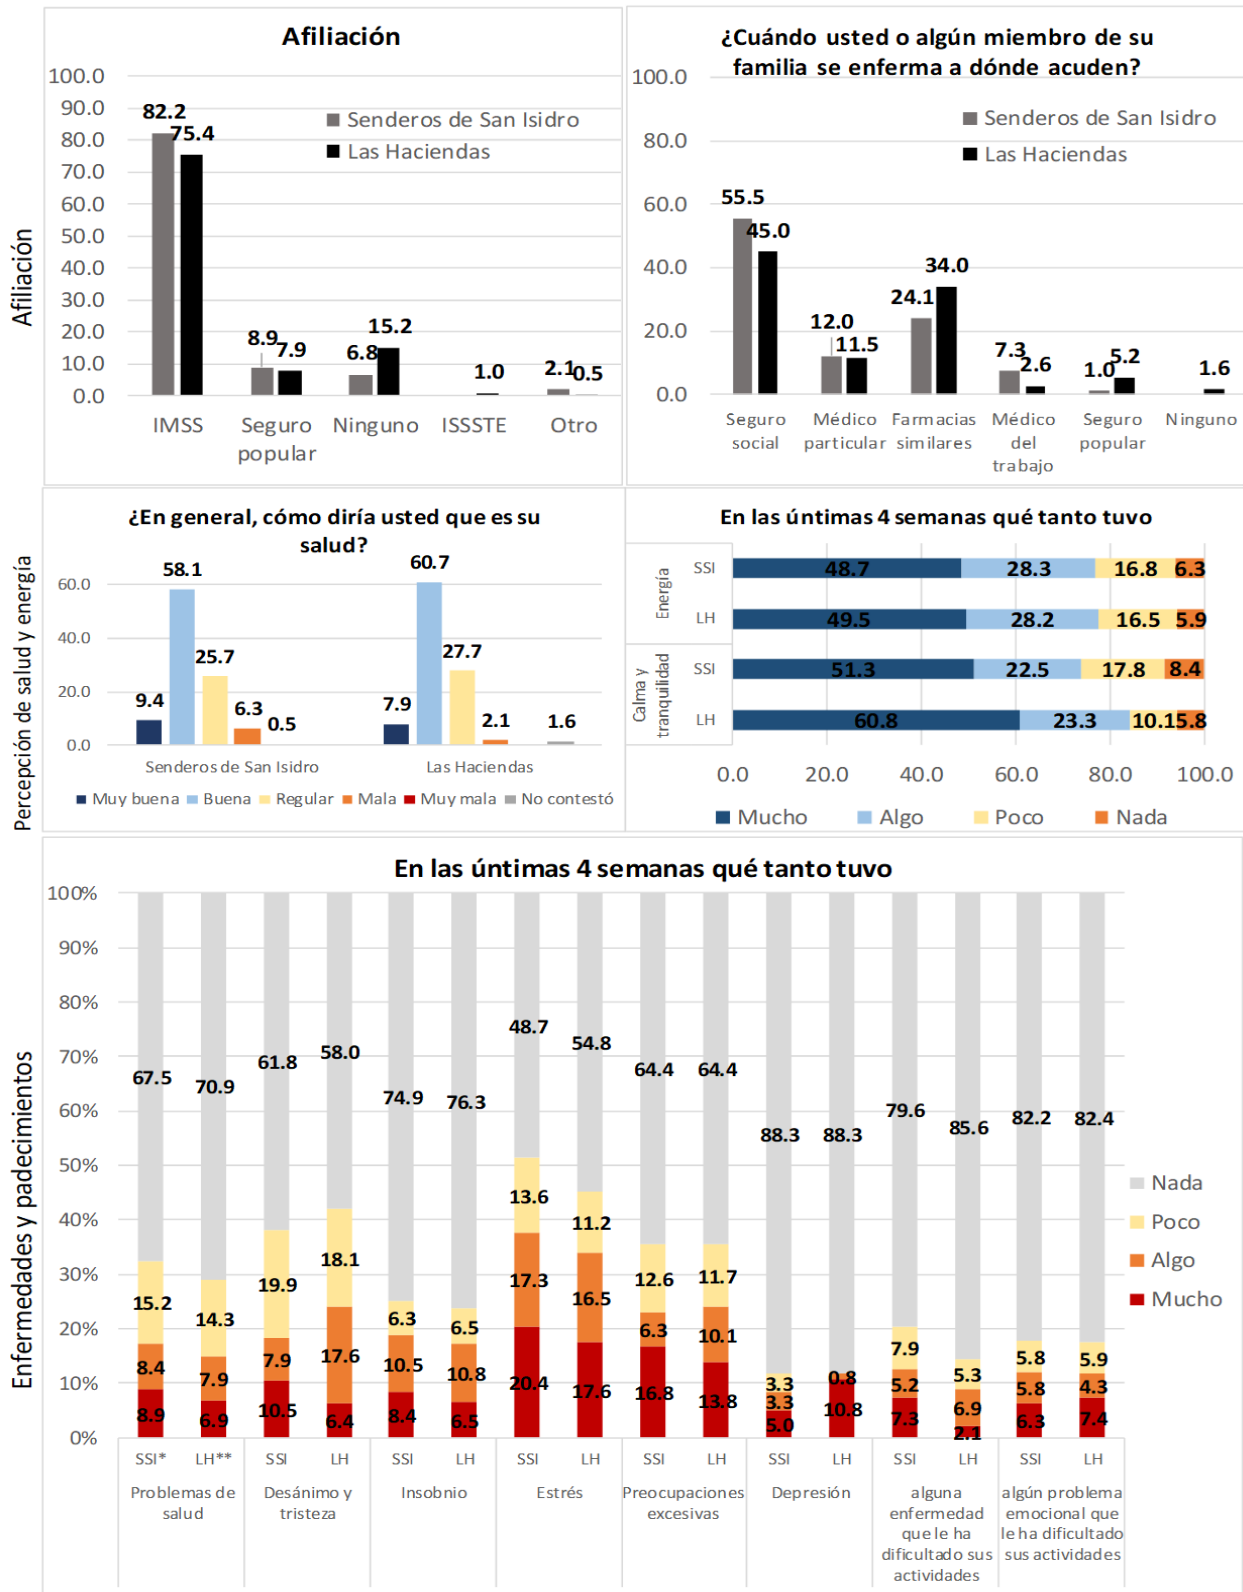 Afiliación
Afiliación
100.0
90.0
80.0
70.0
60.0
50.0
40.0
30.0
20.0
10.0
0.0
82.2
75.4
8.9
7.9
6.8
15.2
1.0
2.1
0.5
Senderos de San Isidro
Las Haciendas
IMSS
Seguro popular
Ninguno
ISSSTE
Otro
¿Cuándo usted o algún miembro de su
familia se enferma a dónde acuden?
100.0
80.0
60.0
40.0
20.0
0.0
Senderos de San Isidro
Las Haciendas
55.5
45.0
12.0
11.5
24.1
34.0
7.3
2.6
1.0
5.2
1.6
Seguro social
Médico particular
Farmacias similares
Médico del trabajo
Seguro popular
Ninguno
Percepción de salud y energía
¿En general, cómo diría usted que es su
salud?
60.0
40.0
20.0
0.0
58.1
60.7
9.4
25.7
6.3
0.5
7.9
27.7
2.1
1.6
Senderos de San Isidro
Las Haciendas
Muy buena
Buena
Regular
Mala
Muy mala
No contestó
En las úntimas 4 semanas qué tanto tuvo
Energía
SSI
48.7
28.3
16.8
6.3
LH
49.5
28.2
16.5
5.9
Calma y
tranquilidad
SSI
51.3
22.5
17.8
8.4
LH
60.8
23.3
10.1
5.8
0.0
20.0
40.0
60.0
80.0
100.0
Mucho
Algo
Poco
Nada
Enfermedades y padecimientos
En las úntimas 4 semanas qué tanto tuvo
100%
90%
80%
70%
60%
50%
40%
30%
20%
10%
0%
67.5
15.2
8.4
8.9
70.9
14.3
7.9
6.9
61.8
19.9
7.9
10.5
58.0
18.1
17.6
6.4
74.9
6.3
10.5
8.4
76.3
6.5
10.8
6.5
48.7
13.6
17.3
20.4
54.8
11.2
16.5
17.6
64.4
12.6
6.3
16.8
64.4
11.7
10.1
13.8
88.3
3.3
3.3
5.0
88.3
0.8
10.8
79.6
7.9
5.2
7.3
85.6
5.3
6.9
2.1
82.2
5.8
5.8
6.3
82.4
5.9
4.3
7.4
Nada
Poco
Algo
Mucho
SSI*
LH**
SSI
LH
SSI
LH
SSI
LH
SSI
LH
SSI
LH
SSI
LH
SSI
LH
Problemas de
salud
Desánimo y
tristeza
Insobnio
Estrés
Preocupaciones
excesivas
Depresión
alguna
enfermedad
que le ha
dificultado sus
actividades
algún problema
emocional que
le ha dificultado
sus actividades